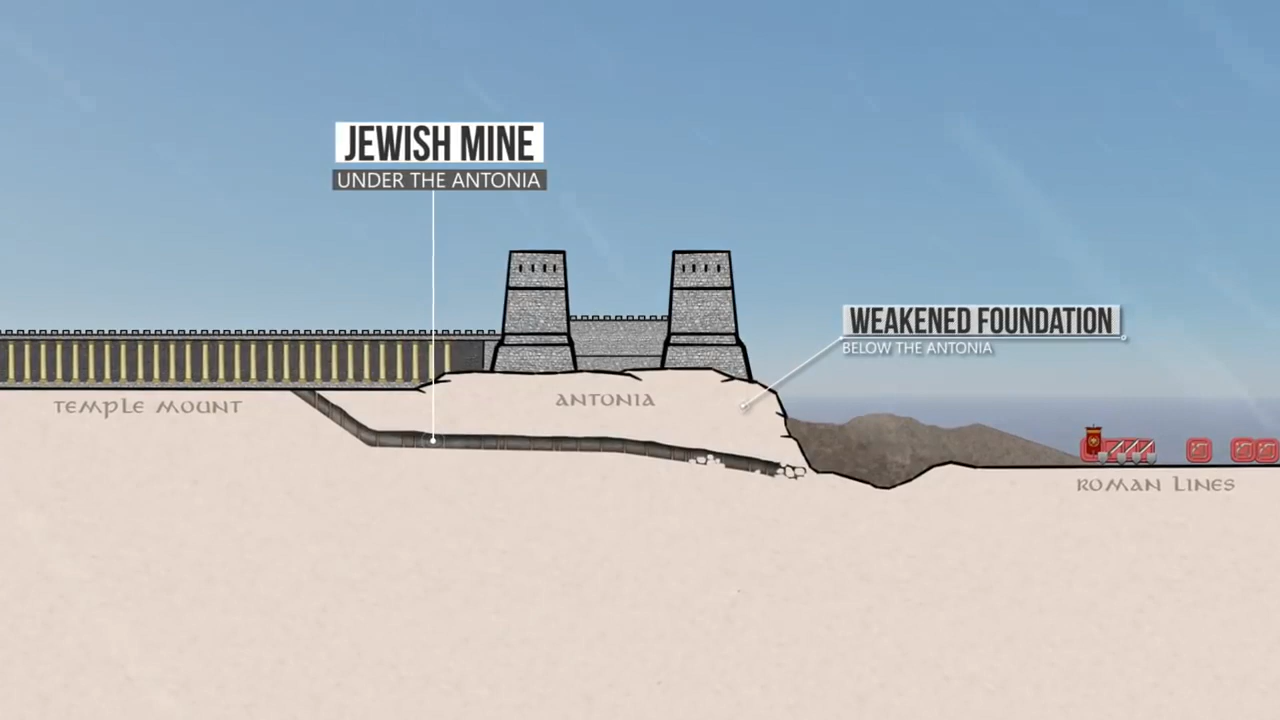 JEWISH MINE
UNDER THE ANTONIA
WEAKENED FOUNDATION
BELOW THE ANTONIA
TEMPLE MOUNT
ANTONIA
ROMAN LINES